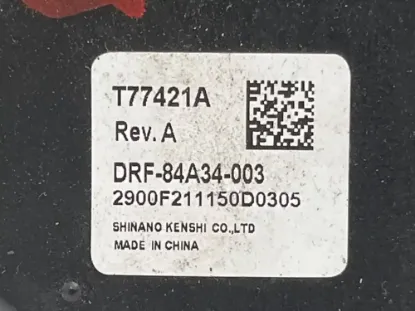 T77421A
Rev. A
DRF-84A34-003
2900F211150D0305
SHINANO KENSHI CO.,LTD
MADE IN CHINA